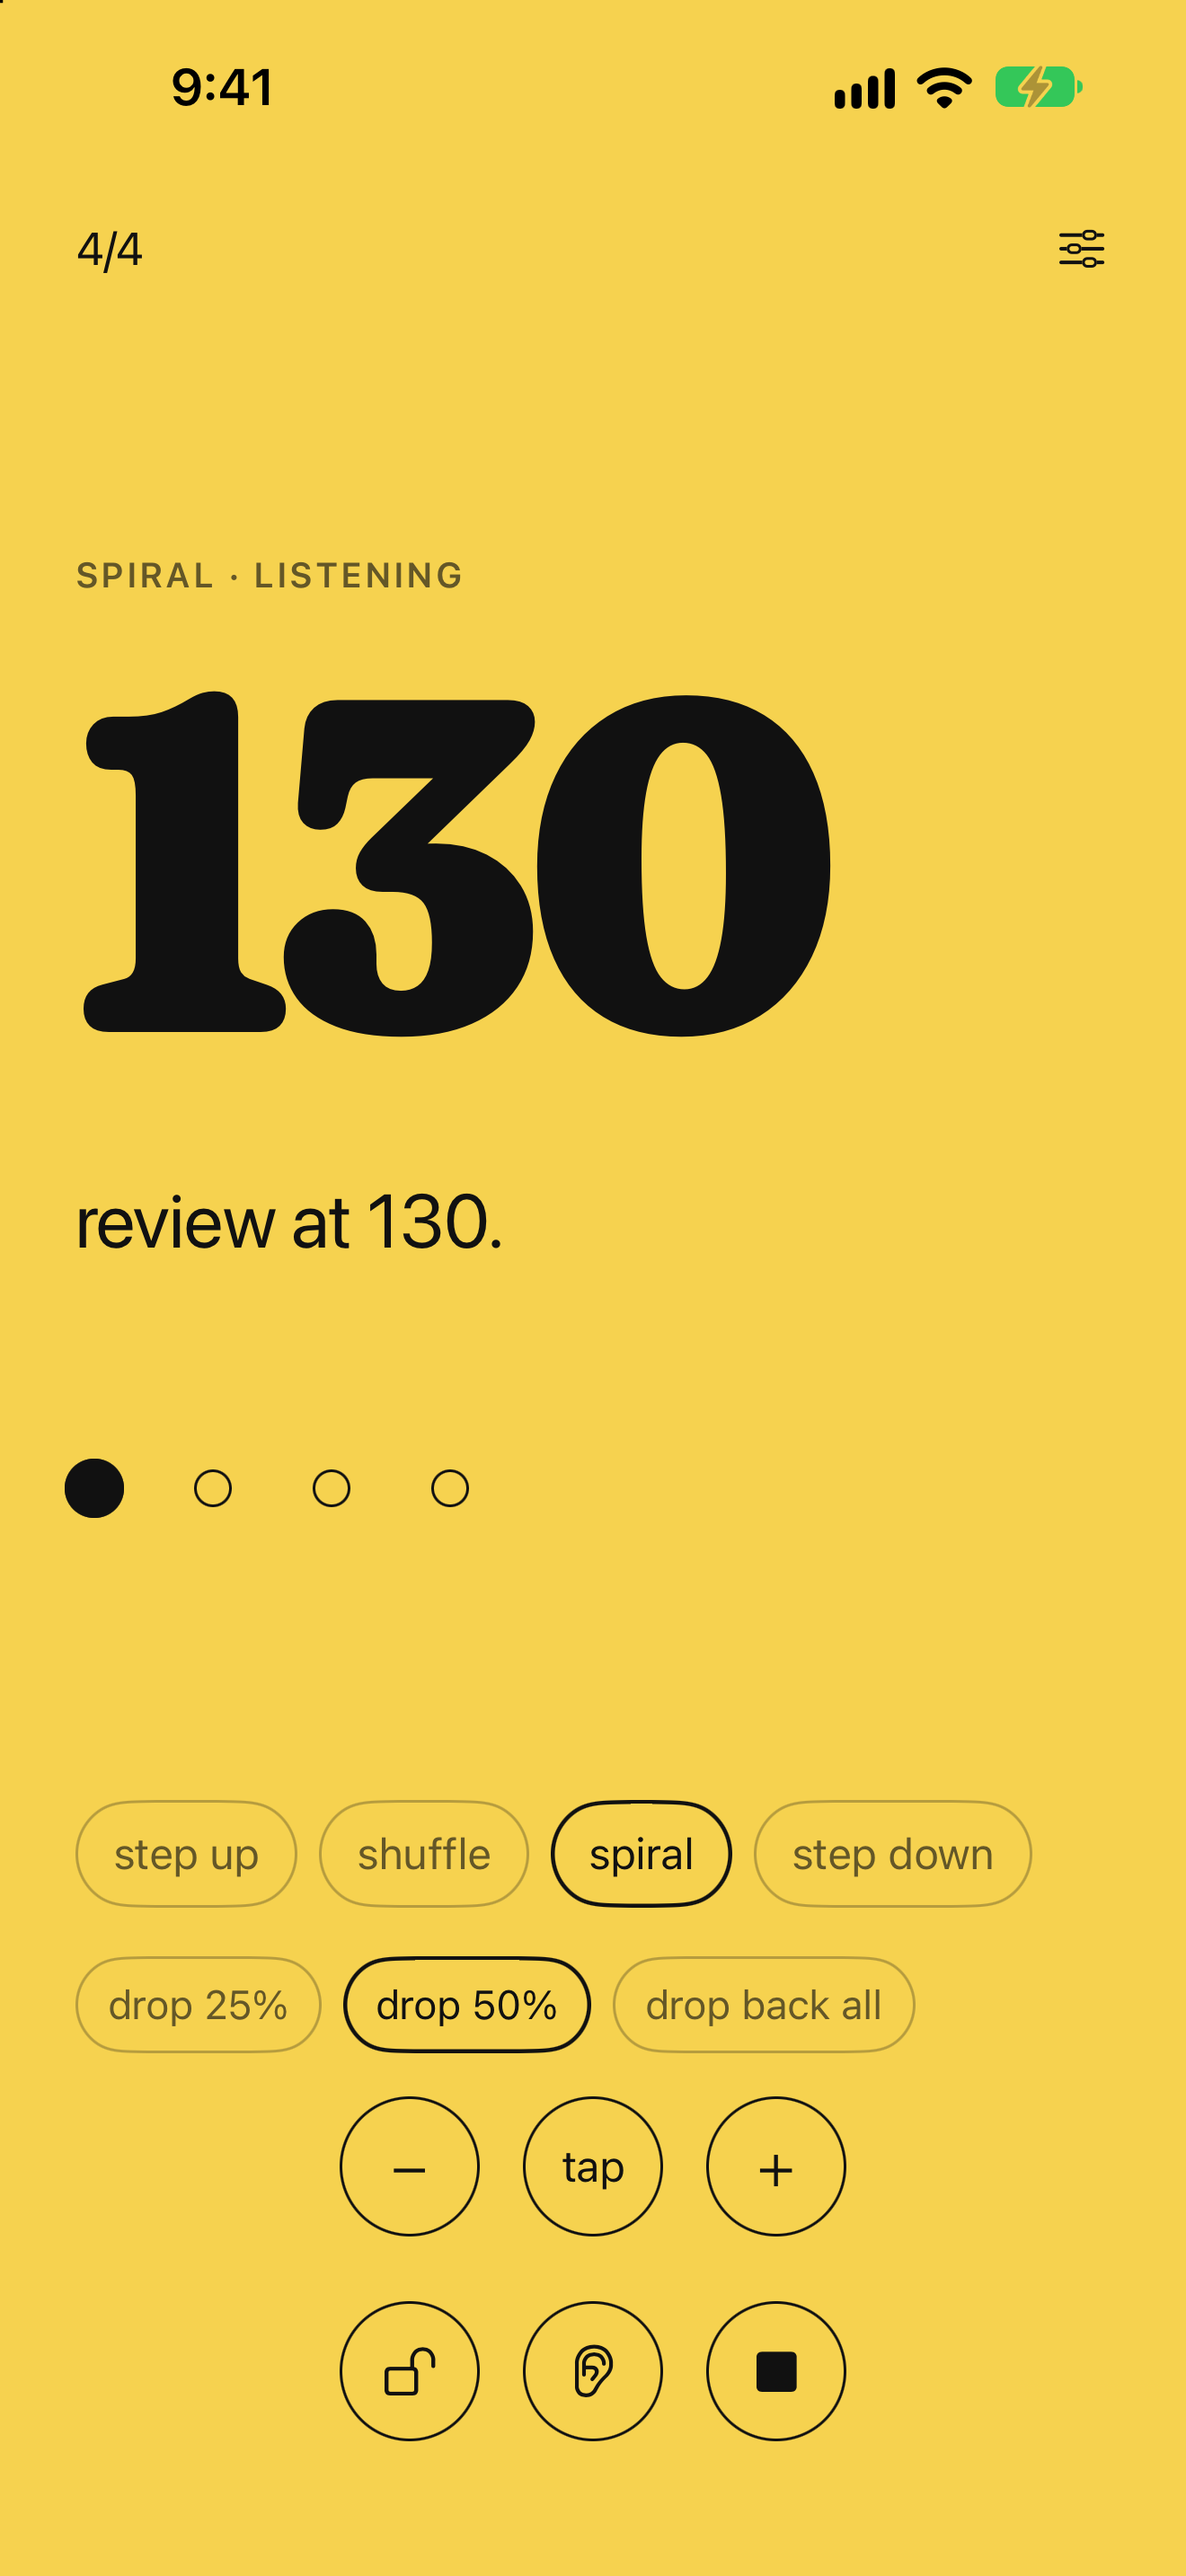 9:41
4/4
SPIRAL · LISTENING
130
review at 130.
step up shuffle spiral step down
drop 25% drop 50% drop back all
− tap +